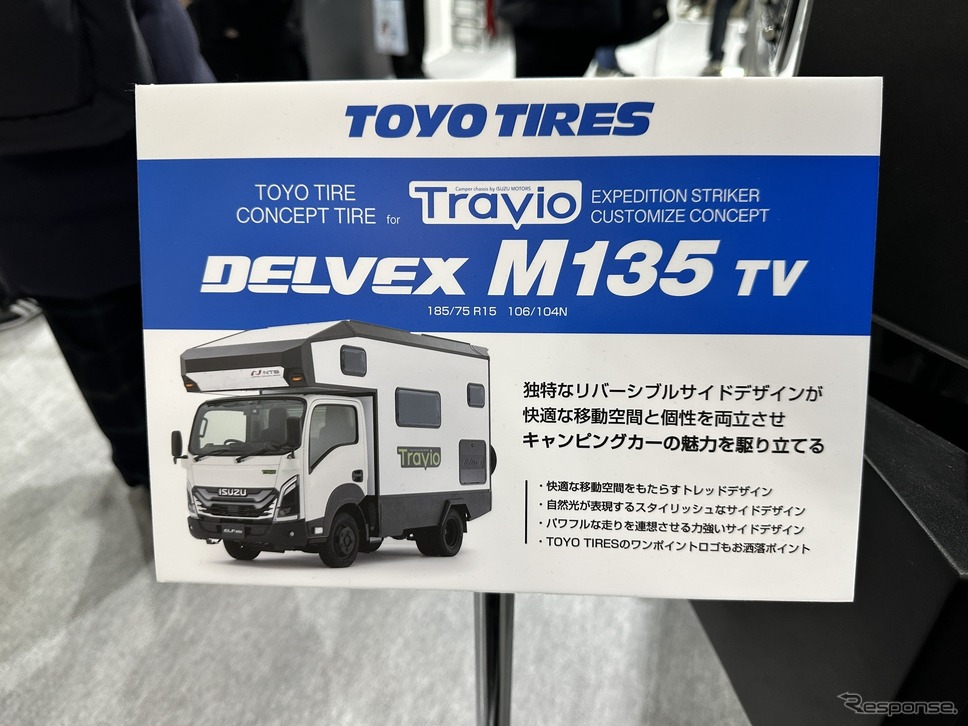 TOYO TIRES
TOYO TIRE
CONCEPT TIRE for
Camper chassis by ISUZU MOTORS
Travio
EXPEDITION STRIKER
CUSTOMIZE CONCEPT
DELVEX M135 TV
185/75 R15 106/104N
独特なリバーシブルサイドデザインが
快適な移動空間と個性を両立させ
キャンピングカーの魅力を駆り立てる
・快適な移動空間をもたらすトレッドデザイン
・自然光が表現するスタイリッシュなサイドデザイン
・パワフルな走りを連想させる力強いサイドデザイン
・TOYO TIRESのワンポイントロゴもお洒落ポイント
NTB
Travio
ISUZU
ELF mio
Response.